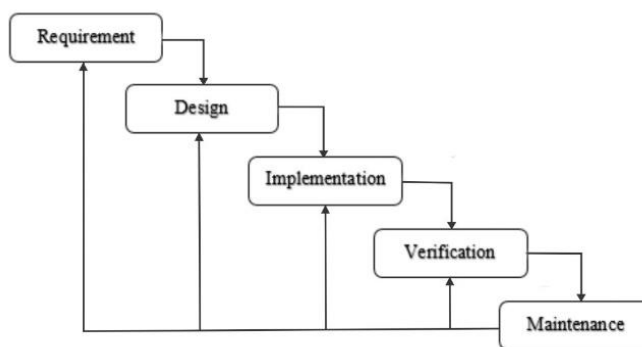 Requirement
Design
Implementation
Verification
Maintenance